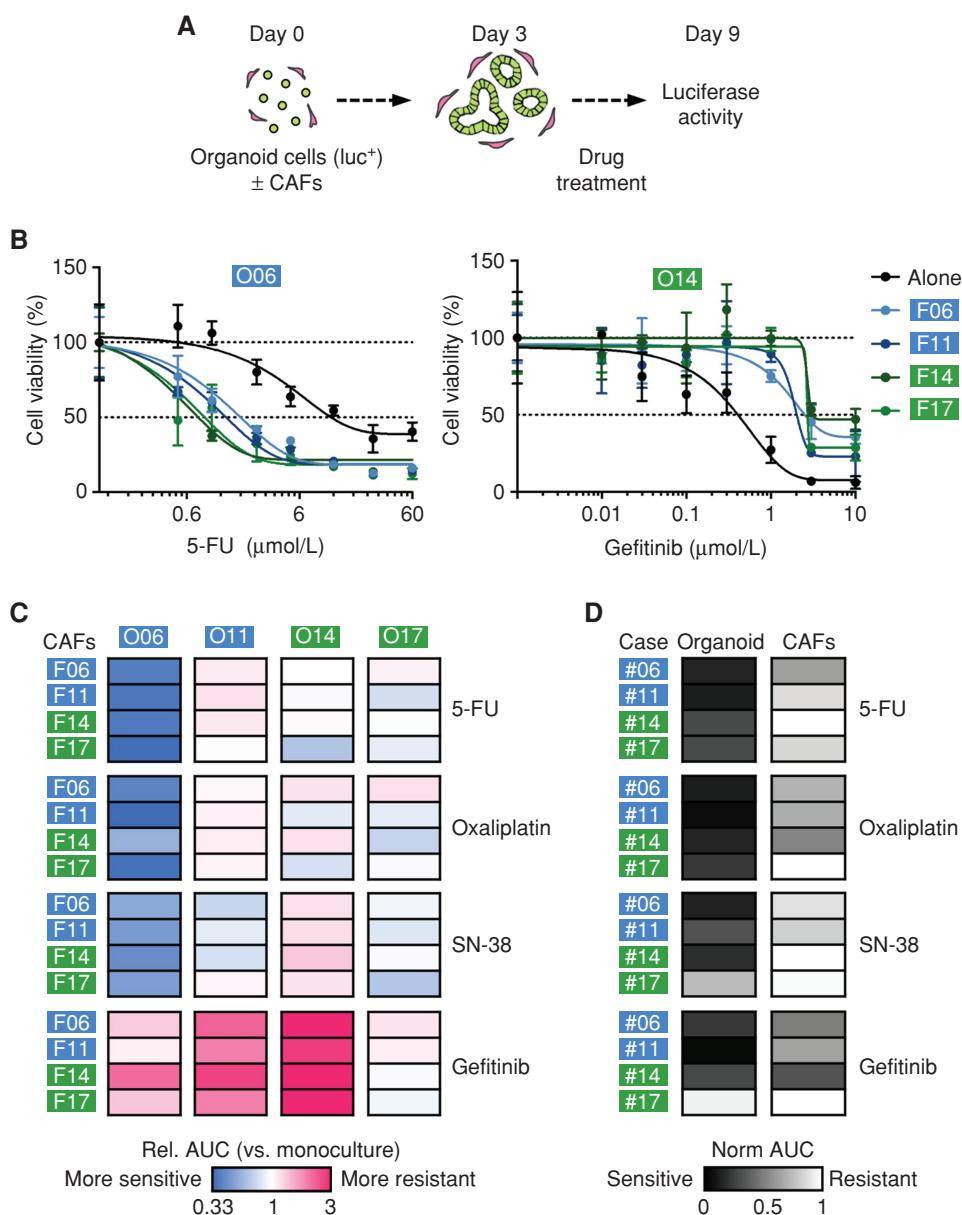 A
Day 0
Day 3
Day 9
Organoid cells (luc+)
± CAFs
Drug
treatment
Luciferase
activity
B
Cell viability (%)
150
100
50
0
O06
0.6
6
60
5-FU (μmol/L)
Cell viability (%)
150
100
50
0
O14
0.01
0.1
1
10
Gefitinib (μmol/L)
Alone
F06
F11
F14
F17
C
CAFs
O06
O11
O14
O17
F06
F11
F14
F17
5-FU
F06
F11
F14
F17
Oxaliplatin
F06
F11
F14
F17
SN-38
F06
F11
F14
F17
Gefitinib
Rel. AUC (vs. monoculture)
More sensitive
More resistant
0.33
1
3
D
Case
Organoid
CAFs
#06
#11
#14
#17
5-FU
#06
#11
#14
#17
Oxaliplatin
#06
#11
#14
#17
SN-38
#06
#11
#14
#17
Gefitinib
Norm AUC
Sensitive
Resistant
0
0.5
1